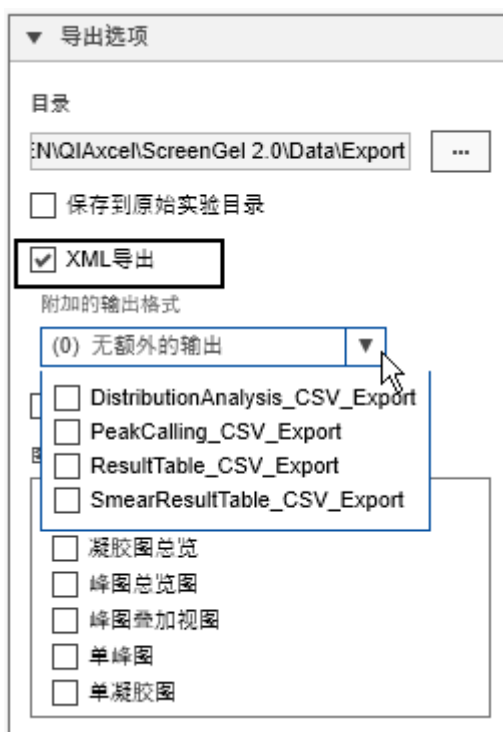 ▼ 导出选项
目录
:N\QIAxcel\ScreenGel 2.0\Data\Export ...
保存到原始实验目录
XML导出
附加的输出格式
(0) 无额外的输出 ▼
DistributionAnalysis_CSV_Export
PeakCalling_CSV_Export
ResultTable_CSV_Export
SmearResultTable_CSV_Export
凝胶图总览
峰图总览图
峰图叠加视图
单峰图
单凝胶图